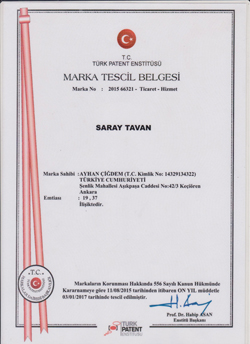 T.C.
TÜRK PATENT ENSTİTÜSÜ
MARKA TESCİL BELGESİ
Marka No : 2015 66321 - Ticaret - Hizmet
SARAY TAVAN
Marka Sahibi :AYHAN ÇİĞDEM (T.C. Kimlik No: 14329134322)
TÜRKİYE CUMHURİYETİ
Şenlik Mahallesi Aşıkpaşa Caddesi No:42/3 Keçiören
Ankara
Emtiası : 19 , 37
İlişiktedir.
Markaların Korunması Hakkında 556 Sayılı Kanun Hükmünde
Kararnameye göre 11/08/2015 tarihinden itibaren ON YIL müddetle
03/01/2017 tarihinde tescil edilmiştir.
Prof. Dr. Habip ASAN
Enstitü Başkanı
T.C.
TÜRK
PATENT